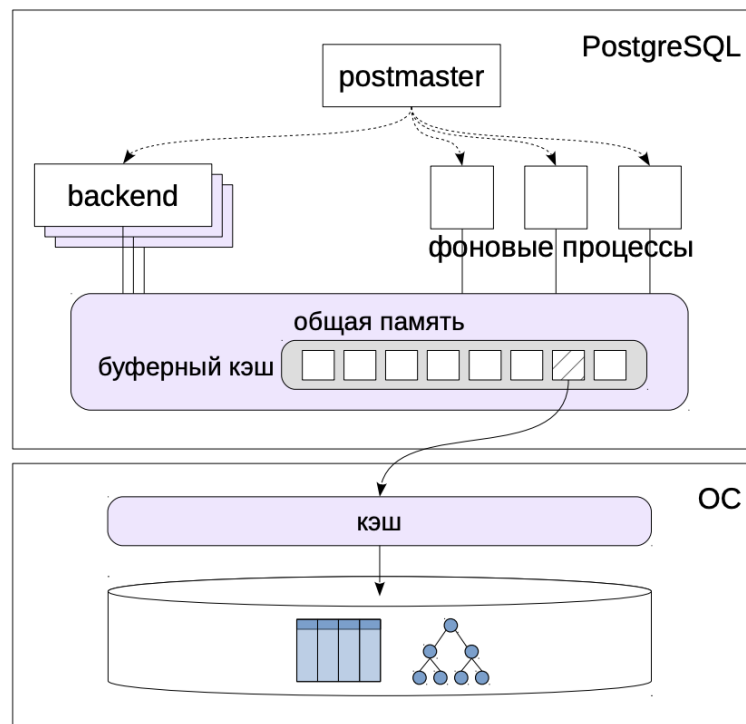 PostgreSQL
postmaster
backend
фоновые процессы
общая память
буферный кэш
ОС
кэш